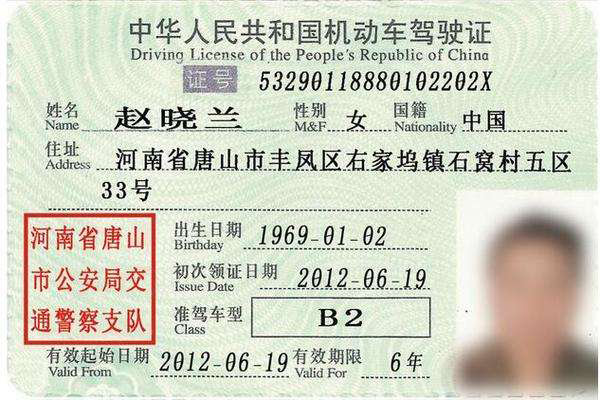 中华人民共和国机动车驾驶证
Driving License of the People's Republic of China
证号 53290118880102202X
姓名 Name 赵晓兰 性别 M&F 女 国籍 Nationality 中国
住址 Address 河南省唐山市丰凤区右家坞镇石窝村五区
33号
河南省唐山
市公安局交
通警察支队
出生日期 Birthday 1969-01-02
初次领证日期 Issue Date 2012-06-19
准驾车型 Class B2
有效起始日期 Valid From 2012-06-19 有效期限 Valid For 6年